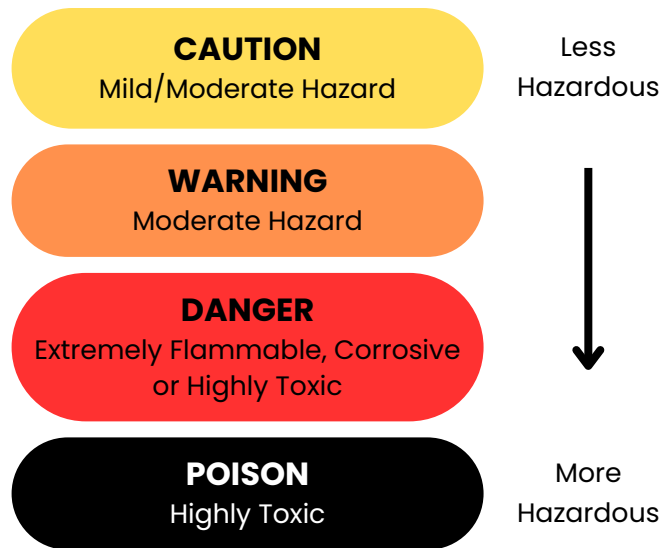 CAUTION
Mild/Moderate Hazard
Less
Hazardous
WARNING
Moderate Hazard
DANGER
Extremely Flammable, Corrosive
or Highly Toxic
POISON
Highly Toxic
More
Hazardous